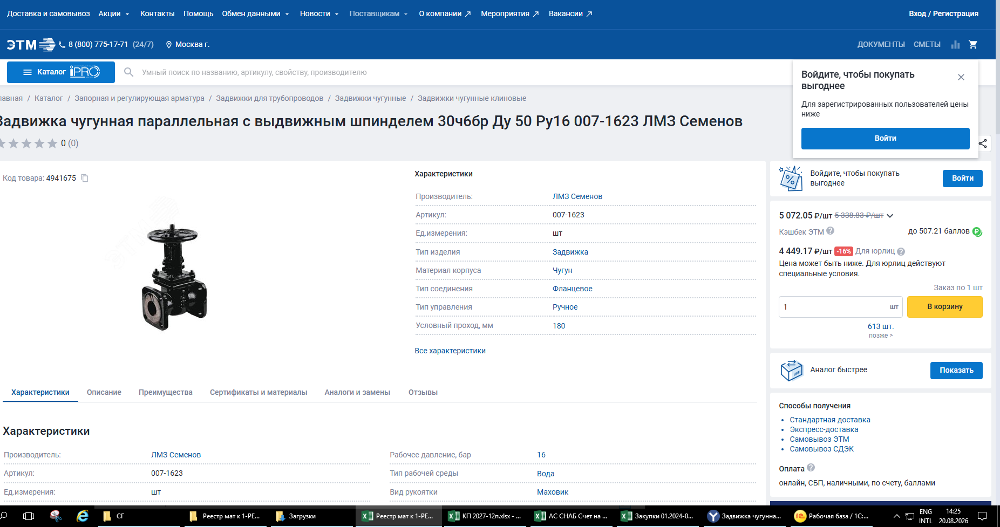 Доставка и самовывоз Акции Контакты Помощь Обмен данными Новости Поставщикам О компании Мероприятия Вакансии Вход / Регистрация
ЭТМ 8 (800) 775-17-71 (24/7) Москва г. ДОКУМЕНТЫ СМЕТЫ
Каталог iPRO Умный поиск по названию, артикулу, свойству, производителю
Войдите, чтобы покупать
выгоднее
Для зарегистрированных пользователей цены
ниже
Войти
лавная / Каталог / Запорная и регулирующая арматура / Задвижки для трубопроводов / Задвижки чугунные / Задвижки чугунные клиновые
Задвижка чугунная параллельная с выдвижным шпинделем 30ч6бр Ду 50 Ру16 007-1623 ЛМЗ Семенов
0 (0)
Код товара: 4941675
ЭТМ
Характеристики
Производитель: ЛМЗ Семенов
Артикул: 007-1623
Ед.измерения: шт
Тип изделия Задвижка
Материал корпуса Чугун
Тип соединения Фланцевое
Тип управления Ручное
Условный проход, мм 180
Все характеристики
Войдите, чтобы покупать
выгоднее
Войти
5 072.05 ₽/шт 5 338.83 ₽/шт
Кэшбек ЭТМ до 507.21 баллов
4 449.17 ₽/шт -16% Для юрлиц
Цена может быть ниже. Для юрлиц действуют
специальные условия.
Заказ по 1 шт
1 шт В корзину
613 шт.
позже >
Аналог быстрее Показать
Способы получения
Стандартная доставка
Экспресс-доставка
Самовывоз ЭТМ
Самовывоз СДЭК
Оплата
онлайн, СБП, наличными, по счету, баллами
Характеристики Описание Преимущества Сертификаты и материалы Аналоги и замены Отзывы
Характеристики
Производитель: ЛМЗ Семенов Рабочее давление, бар 16
Артикул: 007-1623 Тип рабочей среды Вода
Ед.измерения: шт Вид рукоятки Маховик
СГ Реестр мат к 1-РЕ... Загрузки Реестр мат к 1-РЕ... КП 2027-12п.xlsx - ... АС СНАБ Счет на ... Закупки 01.2024-0... Задвижка чугунна... Рабочая база / 1С:... ENG 14:25
INTL 20.08.2026